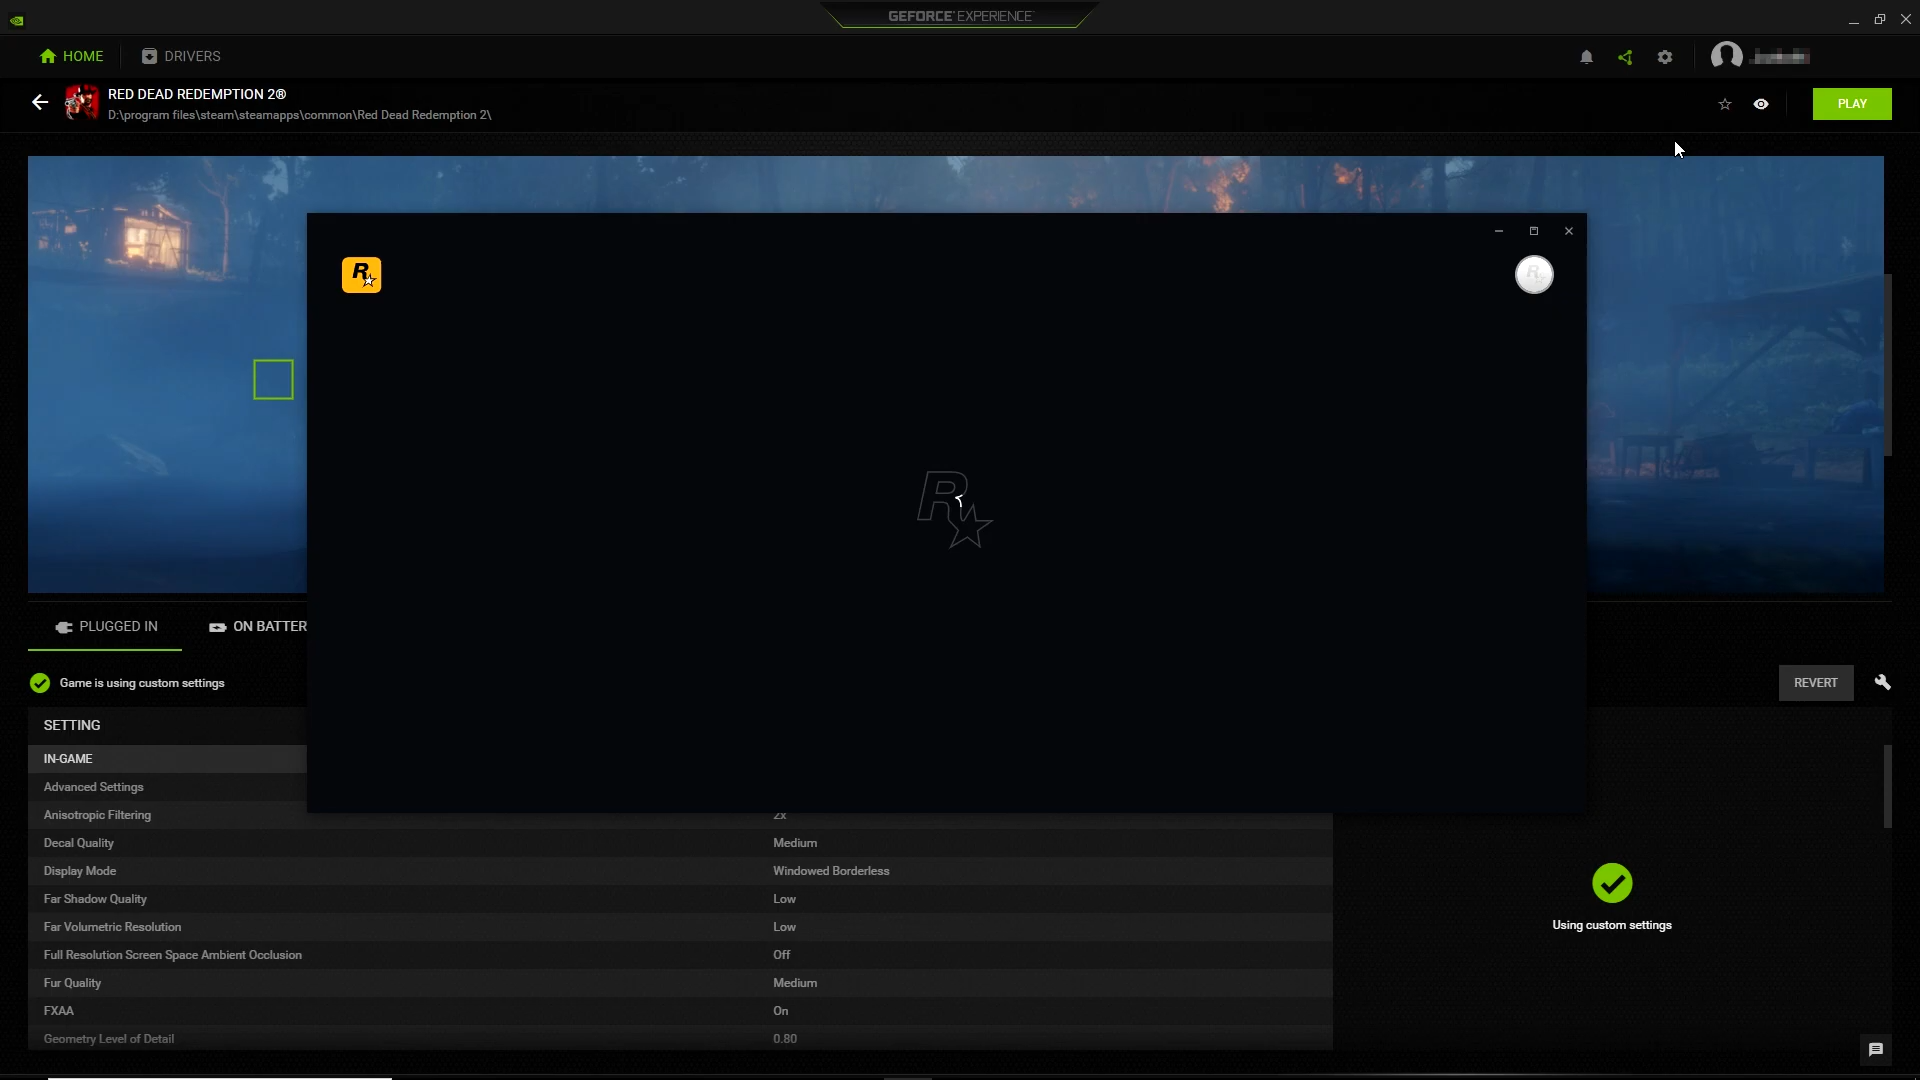 GEFORCE EXPERIENCE
HOME
DRIVERS
RED DEAD REDEMPTION 2®
D:\program files\steam\steamapps\common\Red Dead Redemption 2\
PLAY
PLUGGED IN
ON BATTER
Game is using custom settings
REVERT
SETTING
IN-GAME
Advanced Settings
Anisotropic Filtering 2x
Decal Quality Medium
Display Mode Windowed Borderless
Far Shadow Quality Low
Far Volumetric Resolution Low
Full Resolution Screen Space Ambient Occlusion Off
Fur Quality Medium
FXAA On
Geometry Level of Detail 0.80
Using custom settings